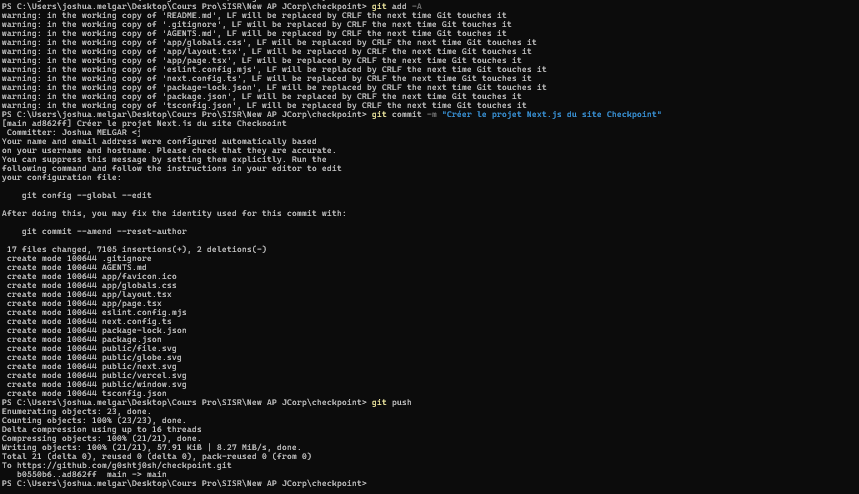 PS C:\Users\joshua.melgar\Desktop\Cours Pro\SISR\New AP JCorp\checkpoint> git add -A
warning: in the working copy of 'README.md', LF will be replaced by CRLF the next time Git touches it
warning: in the working copy of '.gitignore', LF will be replaced by CRLF the next time Git touches it
warning: in the working copy of 'AGENTS.md', LF will be replaced by CRLF the next time Git touches it
warning: in the working copy of 'app/globals.css', LF will be replaced by CRLF the next time Git touches it
warning: in the working copy of 'app/layout.tsx', LF will be replaced by CRLF the next time Git touches it
warning: in the working copy of 'app/page.tsx', LF will be replaced by CRLF the next time Git touches it
warning: in the working copy of 'eslint.config.mjs', LF will be replaced by CRLF the next time Git touches it
warning: in the working copy of 'next.config.ts', LF will be replaced by CRLF the next time Git touches it
warning: in the working copy of 'package-lock.json', LF will be replaced by CRLF the next time Git touches it
warning: in the working copy of 'package.json', LF will be replaced by CRLF the next time Git touches it
warning: in the working copy of 'tsconfig.json', LF will be replaced by CRLF the next time Git touches it
PS C:\Users\joshua.melgar\Desktop\Cours Pro\SISR\New AP JCorp\checkpoint> git commit -m "Créer le projet Next.js du site Checkpoint"
[main ad862ff] Créer le projet Next.js du site Checkpoint
 Committer: Joshua MELGAR <j
Your name and email address were configured automatically based
on your username and hostname. Please check that they are accurate.
You can suppress this message by setting them explicitly. Run the
following command and follow the instructions in your editor to edit
your configuration file:

    git config --global --edit

After doing this, you may fix the identity used for this commit with:

    git commit --amend --reset-author

 17 files changed, 7105 insertions(+), 2 deletions(-)
 create mode 100644 .gitignore
 create mode 100644 AGENTS.md
 create mode 100644 app/favicon.ico
 create mode 100644 app/globals.css
 create mode 100644 app/layout.tsx
 create mode 100644 app/page.tsx
 create mode 100644 eslint.config.mjs
 create mode 100644 next.config.ts
 create mode 100644 package-lock.json
 create mode 100644 package.json
 create mode 100644 public/file.svg
 create mode 100644 public/globe.svg
 create mode 100644 public/next.svg
 create mode 100644 public/vercel.svg
 create mode 100644 public/window.svg
 create mode 100644 tsconfig.json
PS C:\Users\joshua.melgar\Desktop\Cours Pro\SISR\New AP JCorp\checkpoint> git push
Enumerating objects: 23, done.
Counting objects: 100% (23/23), done.
Delta compression using up to 16 threads
Compressing objects: 100% (21/21), done.
Writing objects: 100% (21/21), 57.91 KiB | 8.27 MiB/s, done.
Total 21 (delta 0), reused 0 (delta 0), pack-reused 0 (from 0)
To https://github.com/g0shtj0sh/checkpoint.git
   b0550b6..ad862ff  main -> main
PS C:\Users\joshua.melgar\Desktop\Cours Pro\SISR\New AP JCorp\checkpoint>